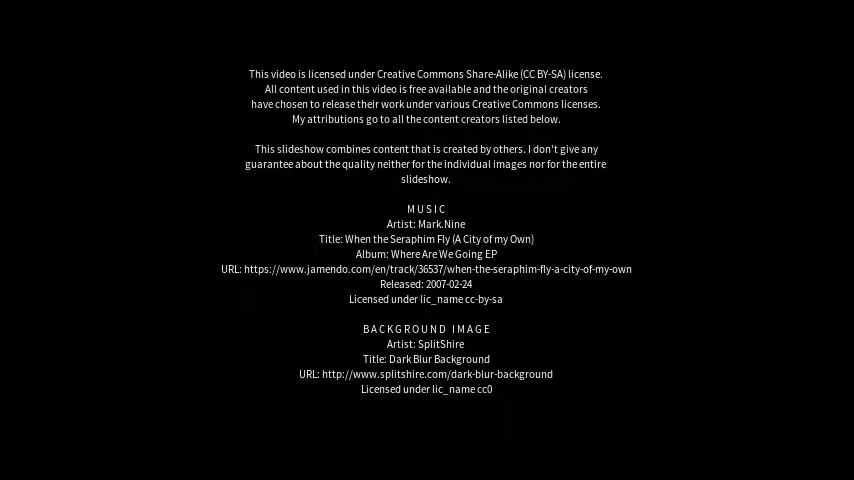 This video is licensed under Creative Commons Share-Alike (CC BY-SA) license.
All content used in this video is free available and the original creators
have chosen to release their work under various Creative Commons licenses.
My attributions go to all the content creators listed below.
This slideshow combines content that is created by others. I don't give any
guarantee about the quality neither for the individual images nor for the entire
slideshow.
MUSIC
Artist: Mark.Nine
Title: When the Seraphim Fly (A City of my Own)
Album: Where Are We Going EP
URL: https://www.jamendo.com/en/track/36537/when-the-seraphim-fly-a-city-of-my-own
Released: 2007-02-24
Licensed under lic_name cc-by-sa
BACKGROUND IMAGE
Artist: SplitShire
Title: Dark Blur Background
URL: http://www.splitshire.com/dark-blur-background
Licensed under lic_name cc0